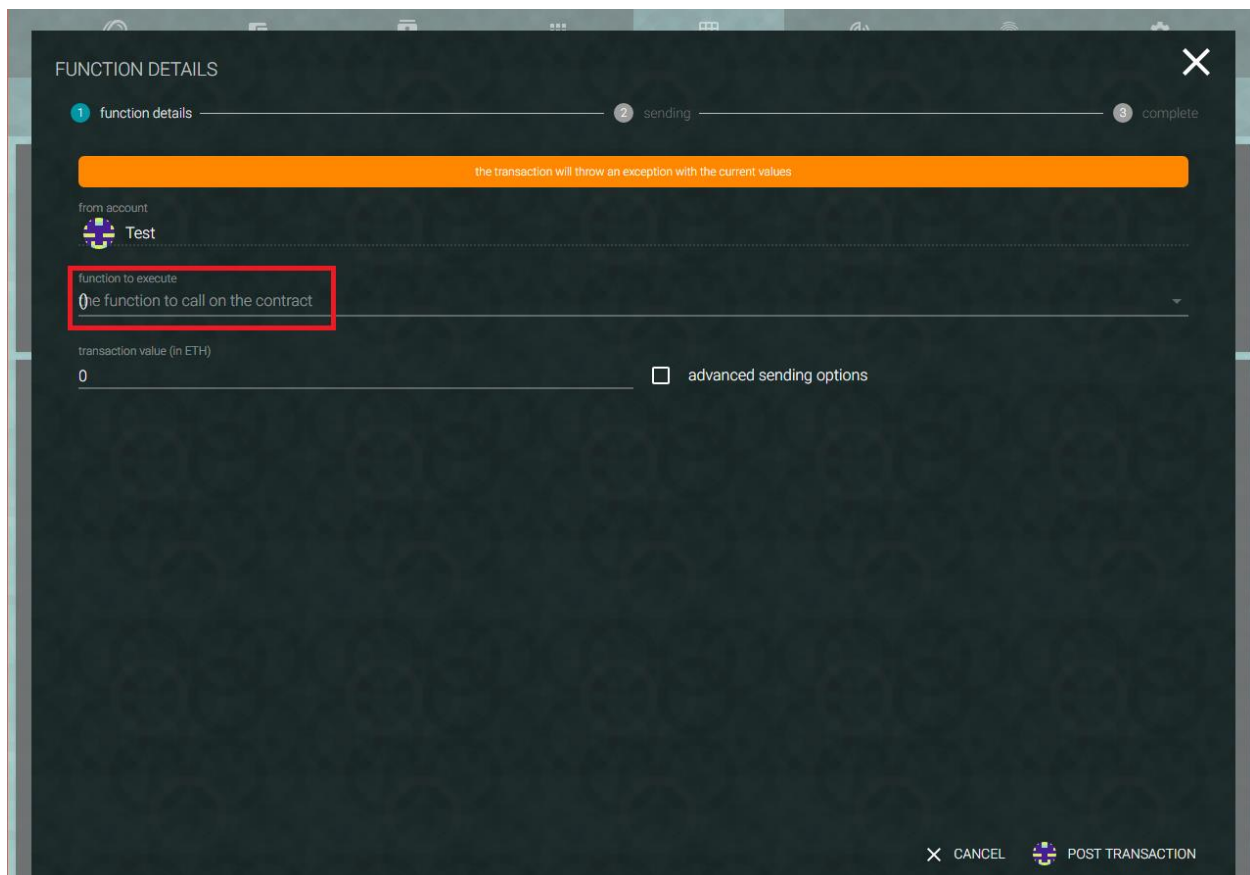 FUNCTION DETAILS
1 function details 2 sending 3 complete
the transaction will throw an exception with the current values
from account
Test
function to execute
()he function to call on the contract
transaction value (in ETH)
0
advanced sending options
CANCEL POST TRANSACTION